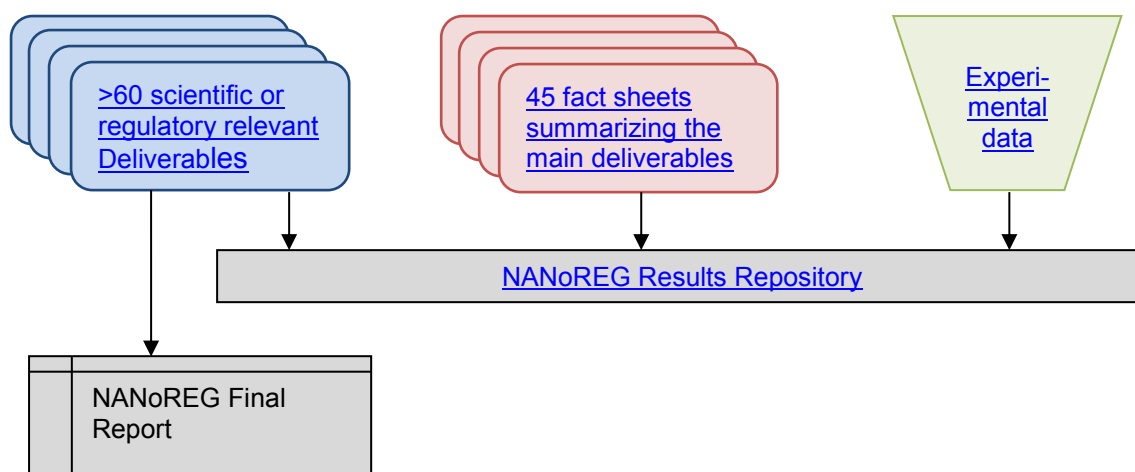 >60 scientific or
regulatory relevant
Deliverables
45 fact sheets
summarizing the
main deliverables
Experi-
mental
data
NANoREG Results Repository
NANoREG Final
Report